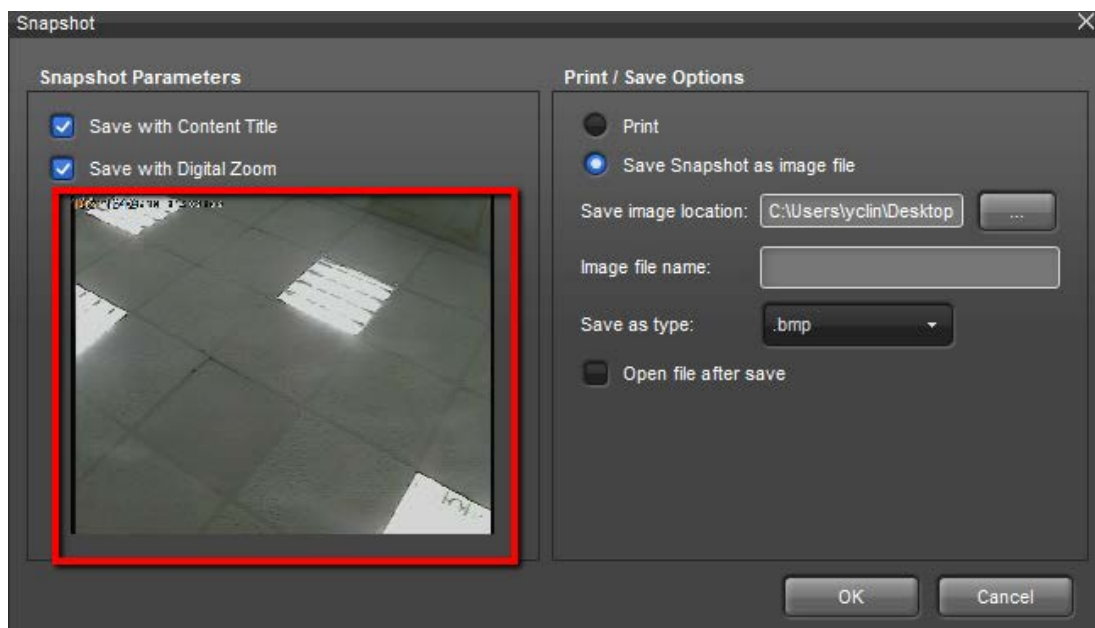 Snapshot
Snapshot Parameters
Save with Content Title
Save with Digital Zoom
Print / Save Options
Print
Save Snapshot as image file
Save image location: C:\Users\yclin\Desktop ...
Image file name:
Save as type: .bmp
Open file after save
OK Cancel